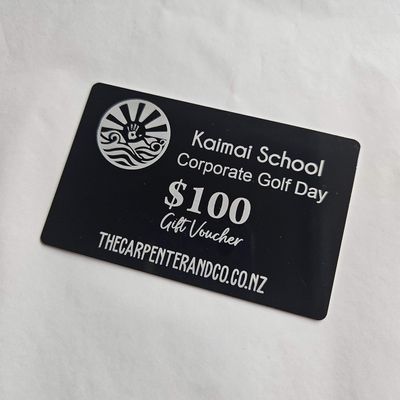 Kaimai School
Corporate Golf Day
$100
Gift Voucher
THECARPENTERANDCO.CO.NZ